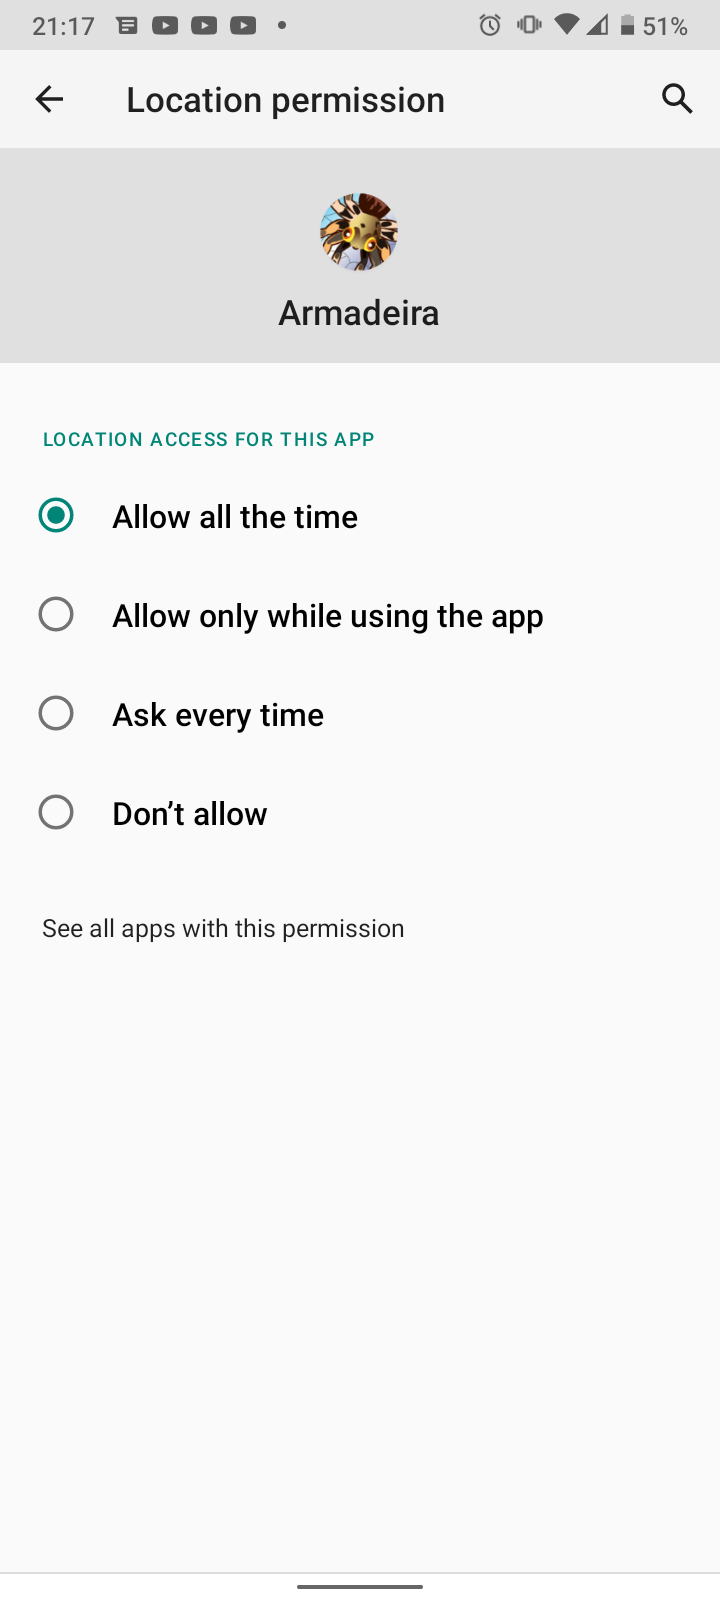 21:17
51%
Location permission
Armadeira
LOCATION ACCESS FOR THIS APP
Allow all the time
Allow only while using the app
Ask every time
Don’t allow
See all apps with this permission